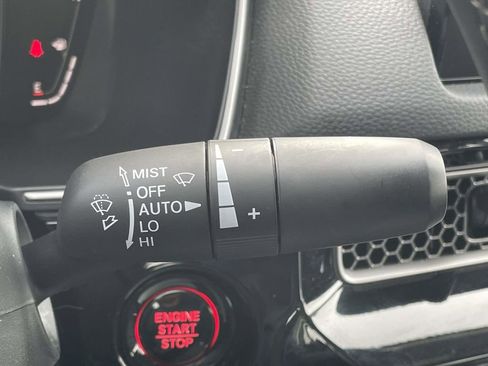 MIST
OFF
AUTO
LO
HI
- 
+
E
ENGINE
START
STOP